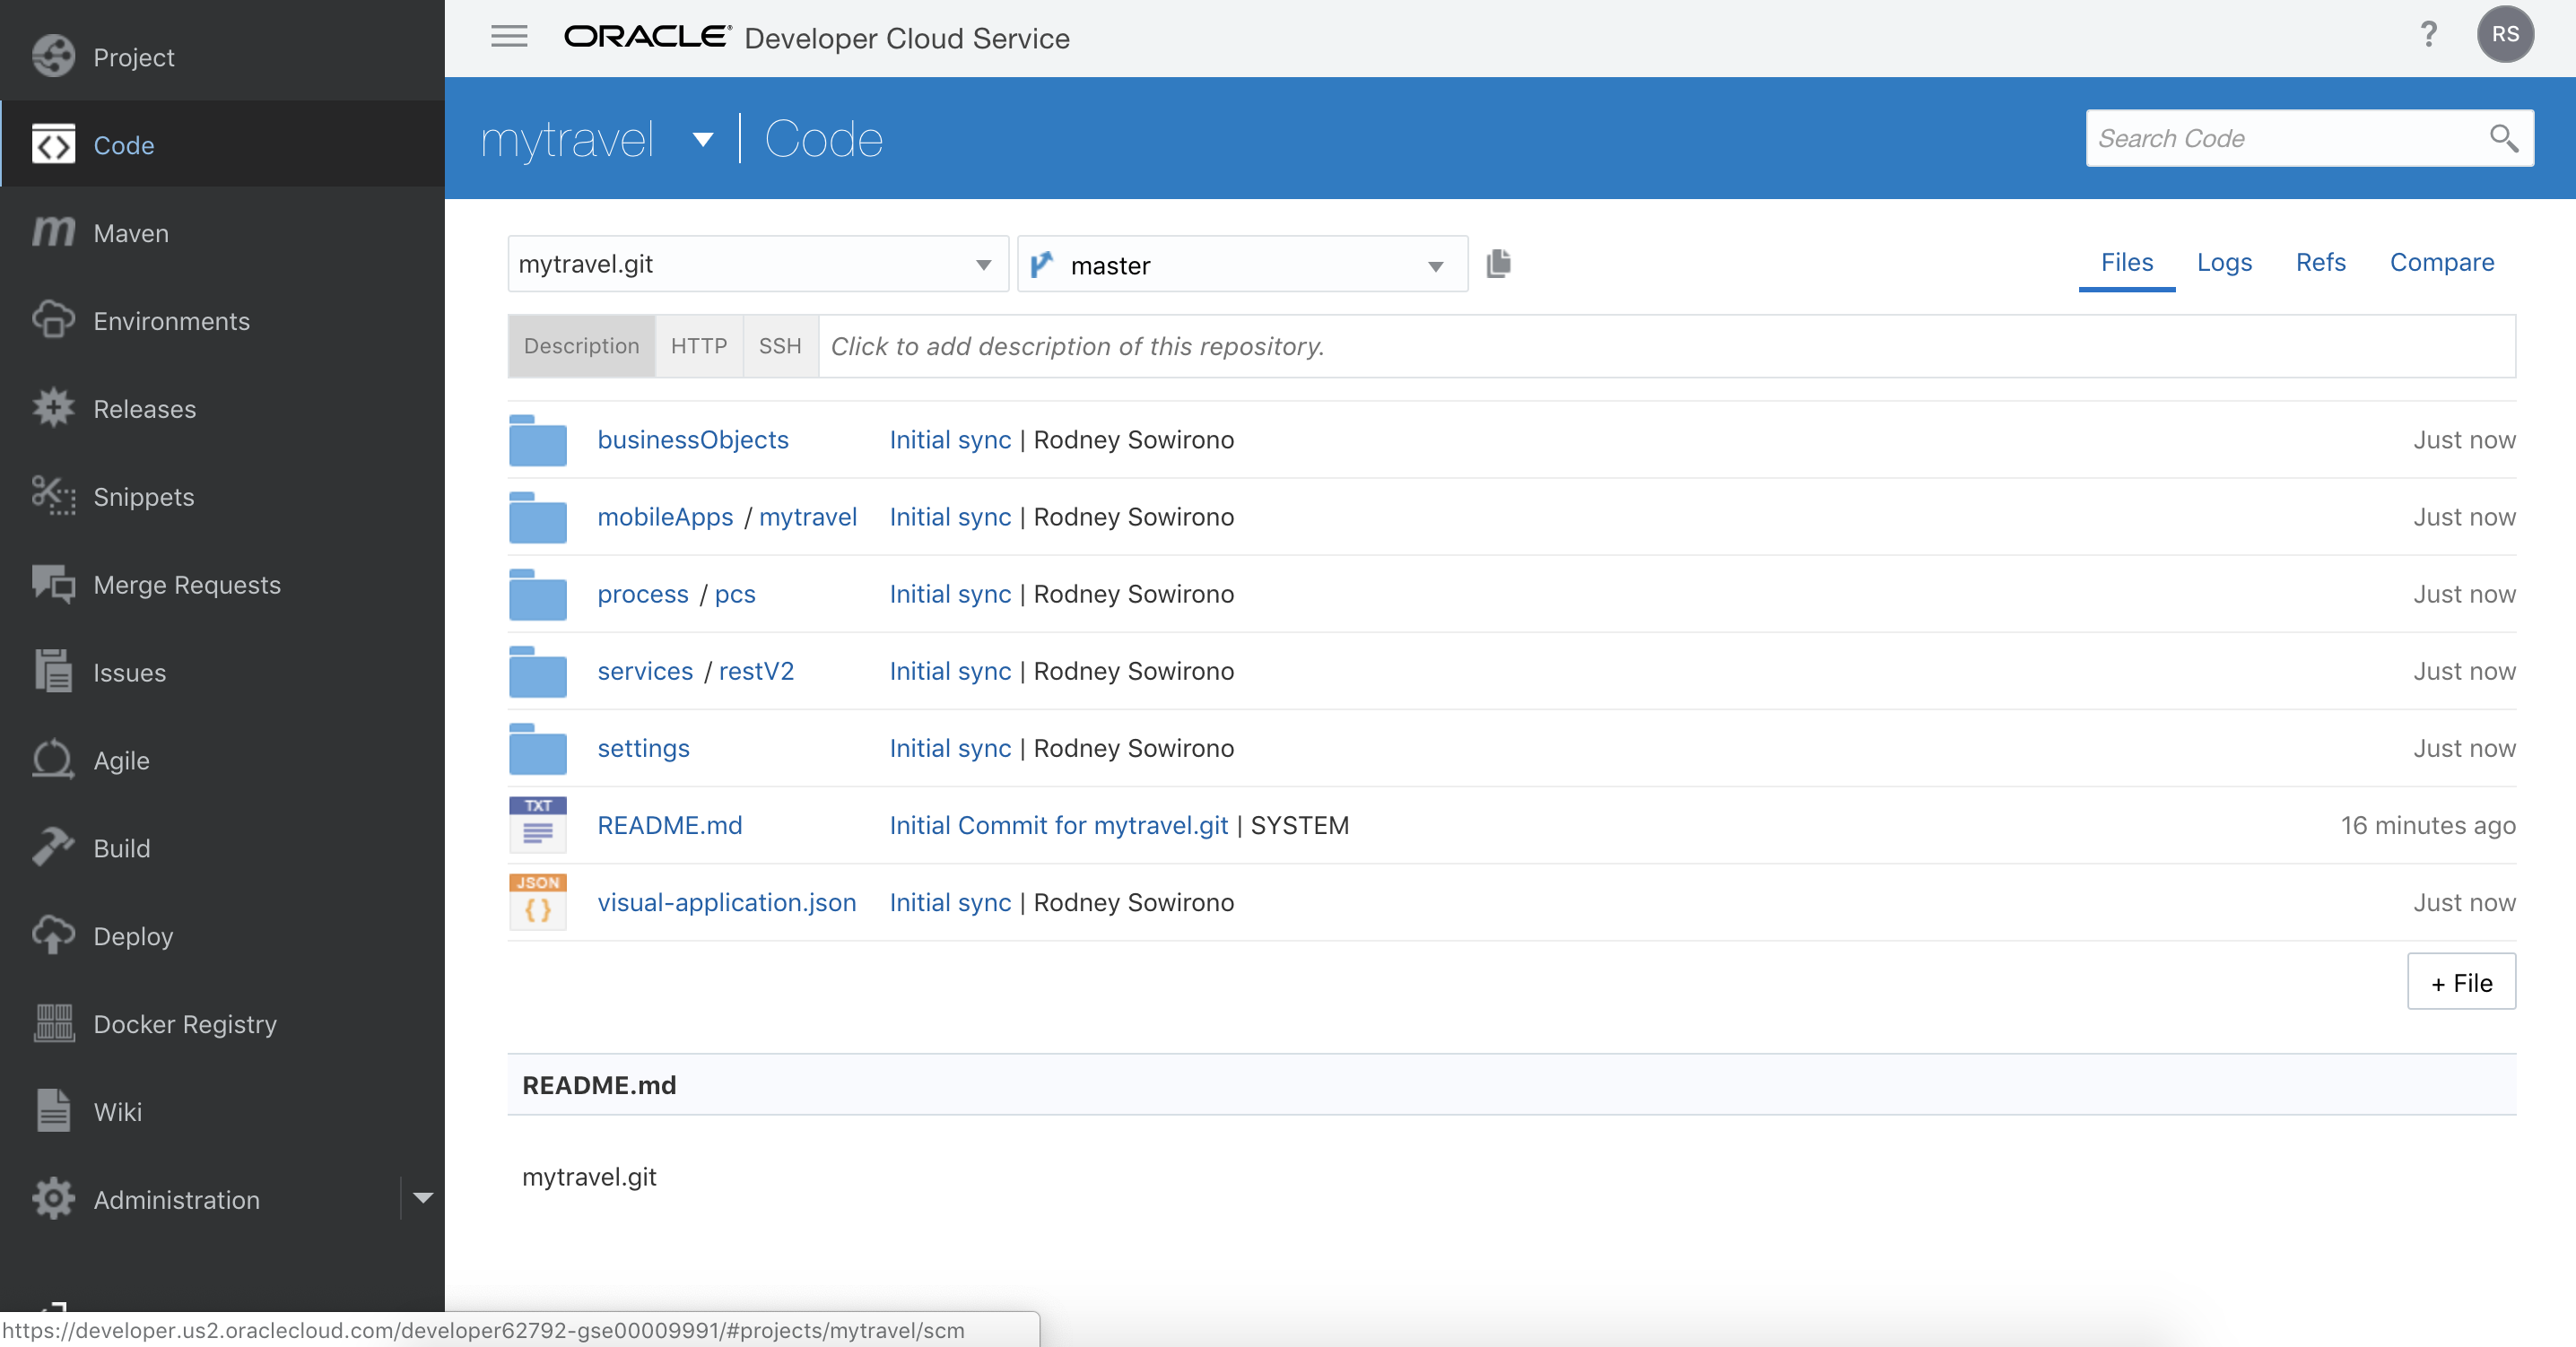 ORACLE® Developer Cloud Service
?
RS
Project
Code
Maven
Environments
Releases
Snippets
Merge Requests
Issues
Agile
Build
Deploy
Docker Registry
Wiki
Administration
mytravel | Code
Search Code
mytravel.git
master
Files Logs Refs Compare
Description HTTP SSH Click to add description of this repository.
businessObjects Initial sync | Rodney Sowirono Just now
mobileApps / mytravel Initial sync | Rodney Sowirono Just now
process / pcs Initial sync | Rodney Sowirono Just now
services / restV2 Initial sync | Rodney Sowirono Just now
settings Initial sync | Rodney Sowirono Just now
TXT README.md Initial Commit for mytravel.git | SYSTEM 16 minutes ago
JSON {} visual-application.json Initial sync | Rodney Sowirono Just now
+ File
README.md
mytravel.git
https://developer.us2.oraclecloud.com/developer62792-gse00009991/#projects/mytravel/scm